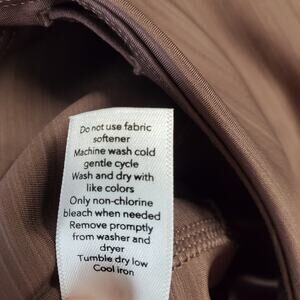 Do not use fabric
softener
Machine wash cold
gentle cycle
Wash and dry with
like colors
Only non-chlorine
bleach when needed
Remove promptly
from washer and
dryer
Tumble dry low
Cool iron